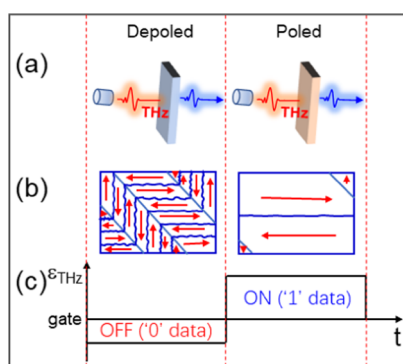 Depoled Poled
(a)
THz THz
(b)
(c) εTHz
ON ('1' data)
gate
OFF ('0' data)
t